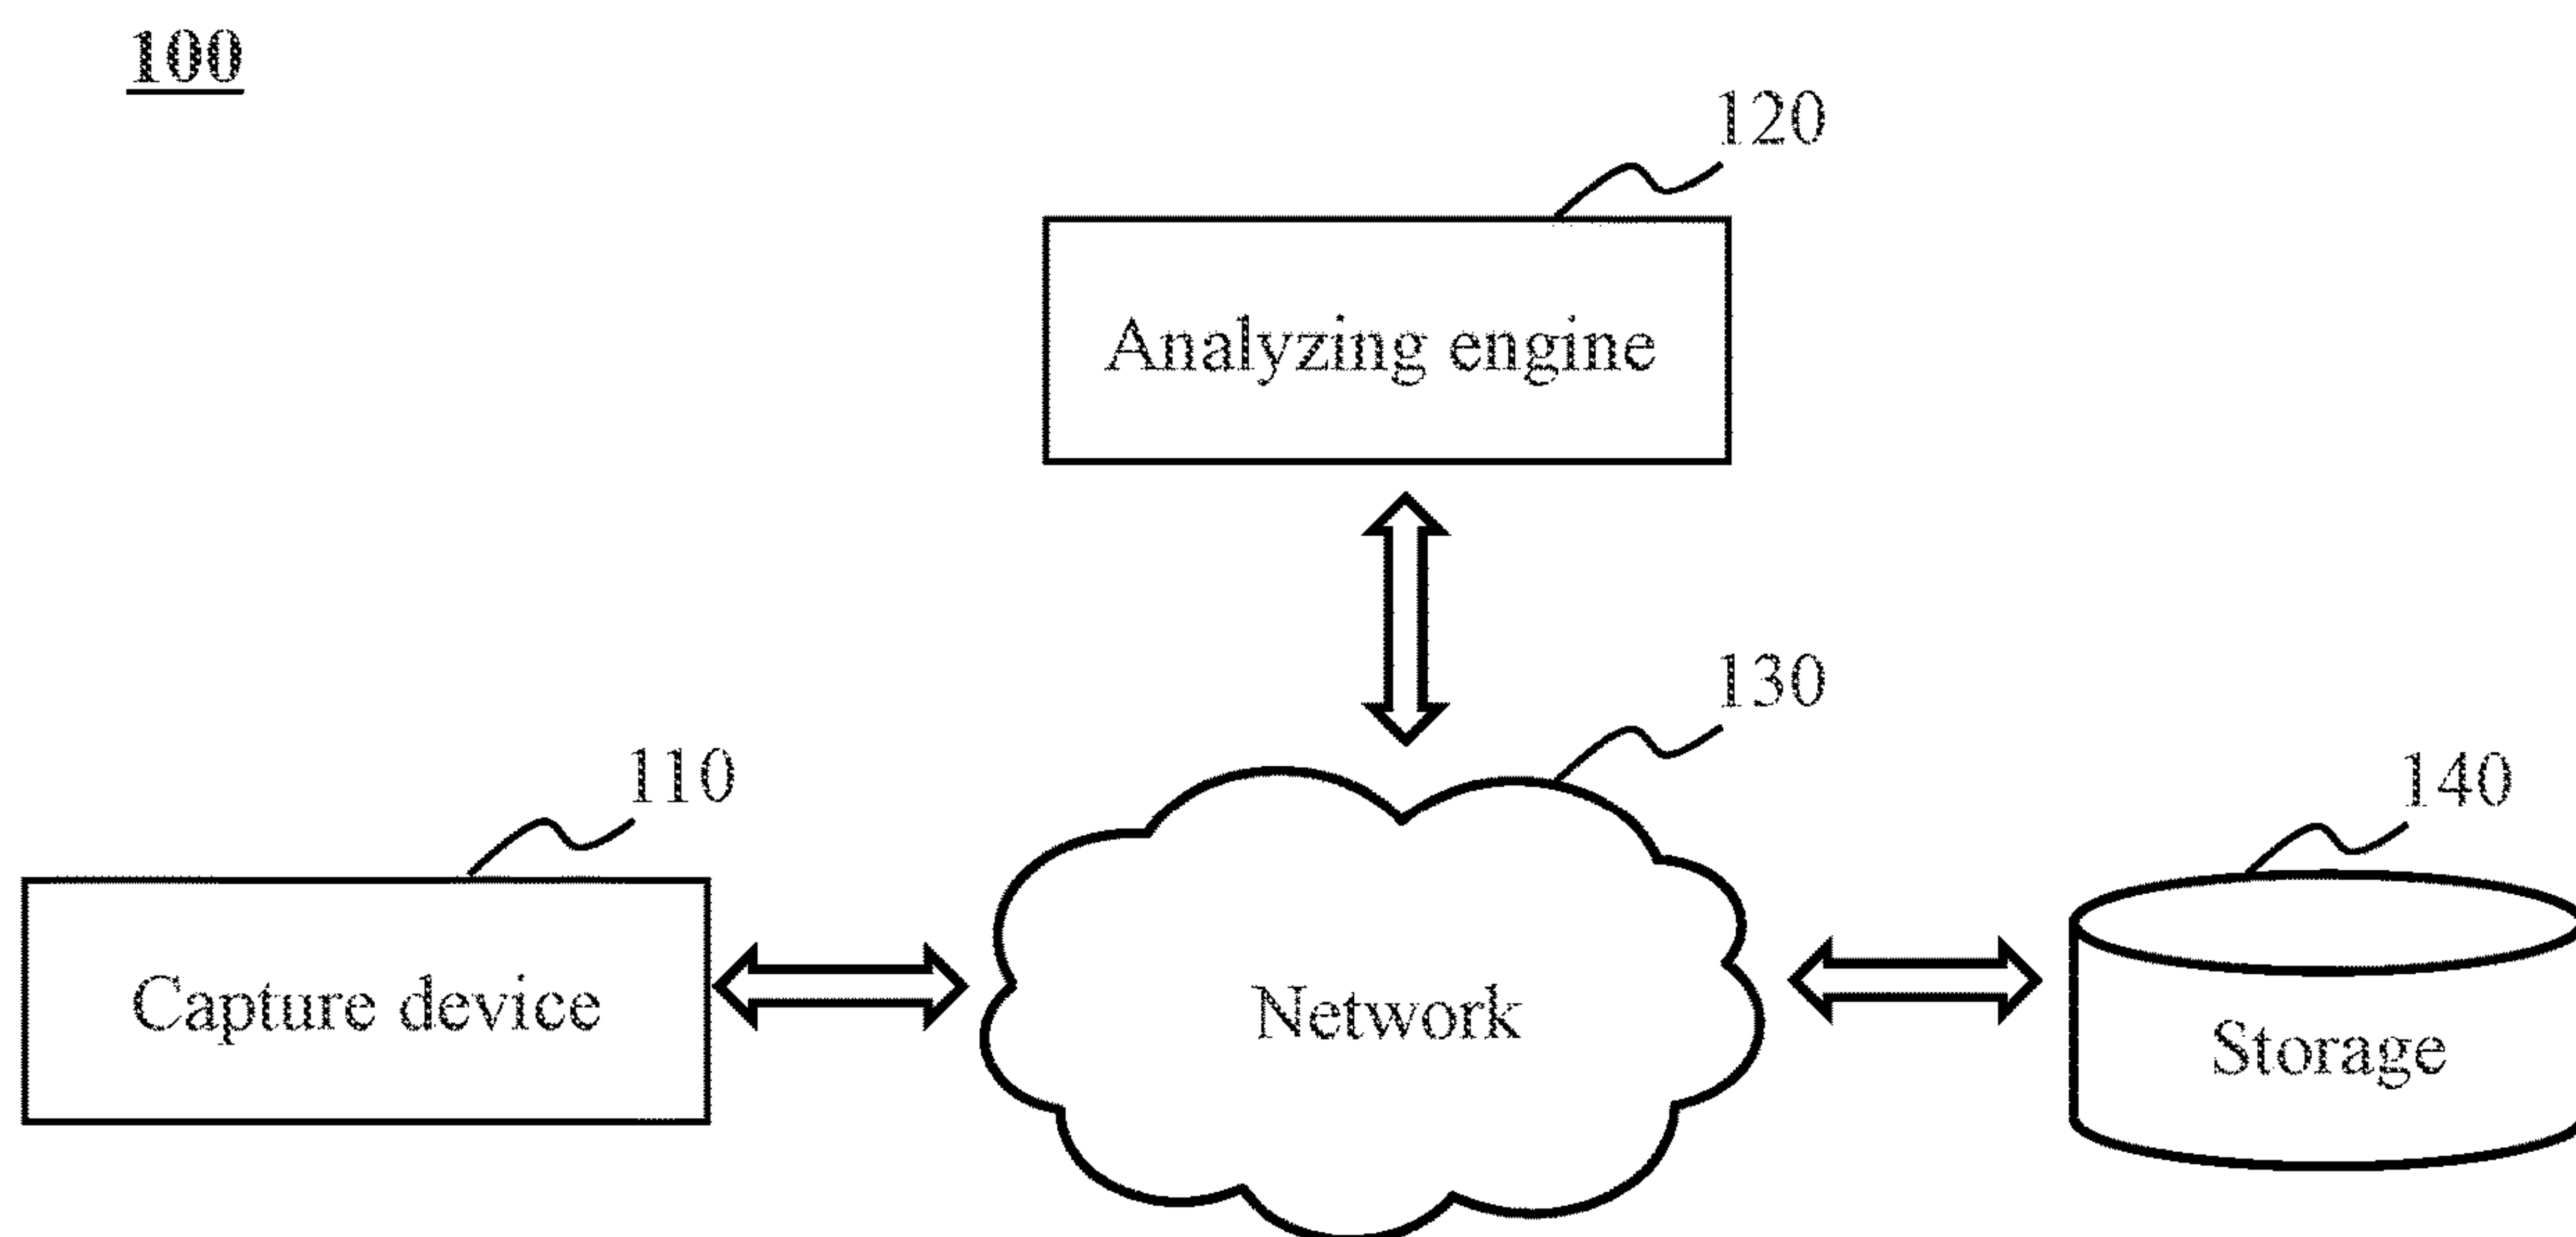 100
120
Analyzing engine
130
110
140
Capture device
Network
Storage